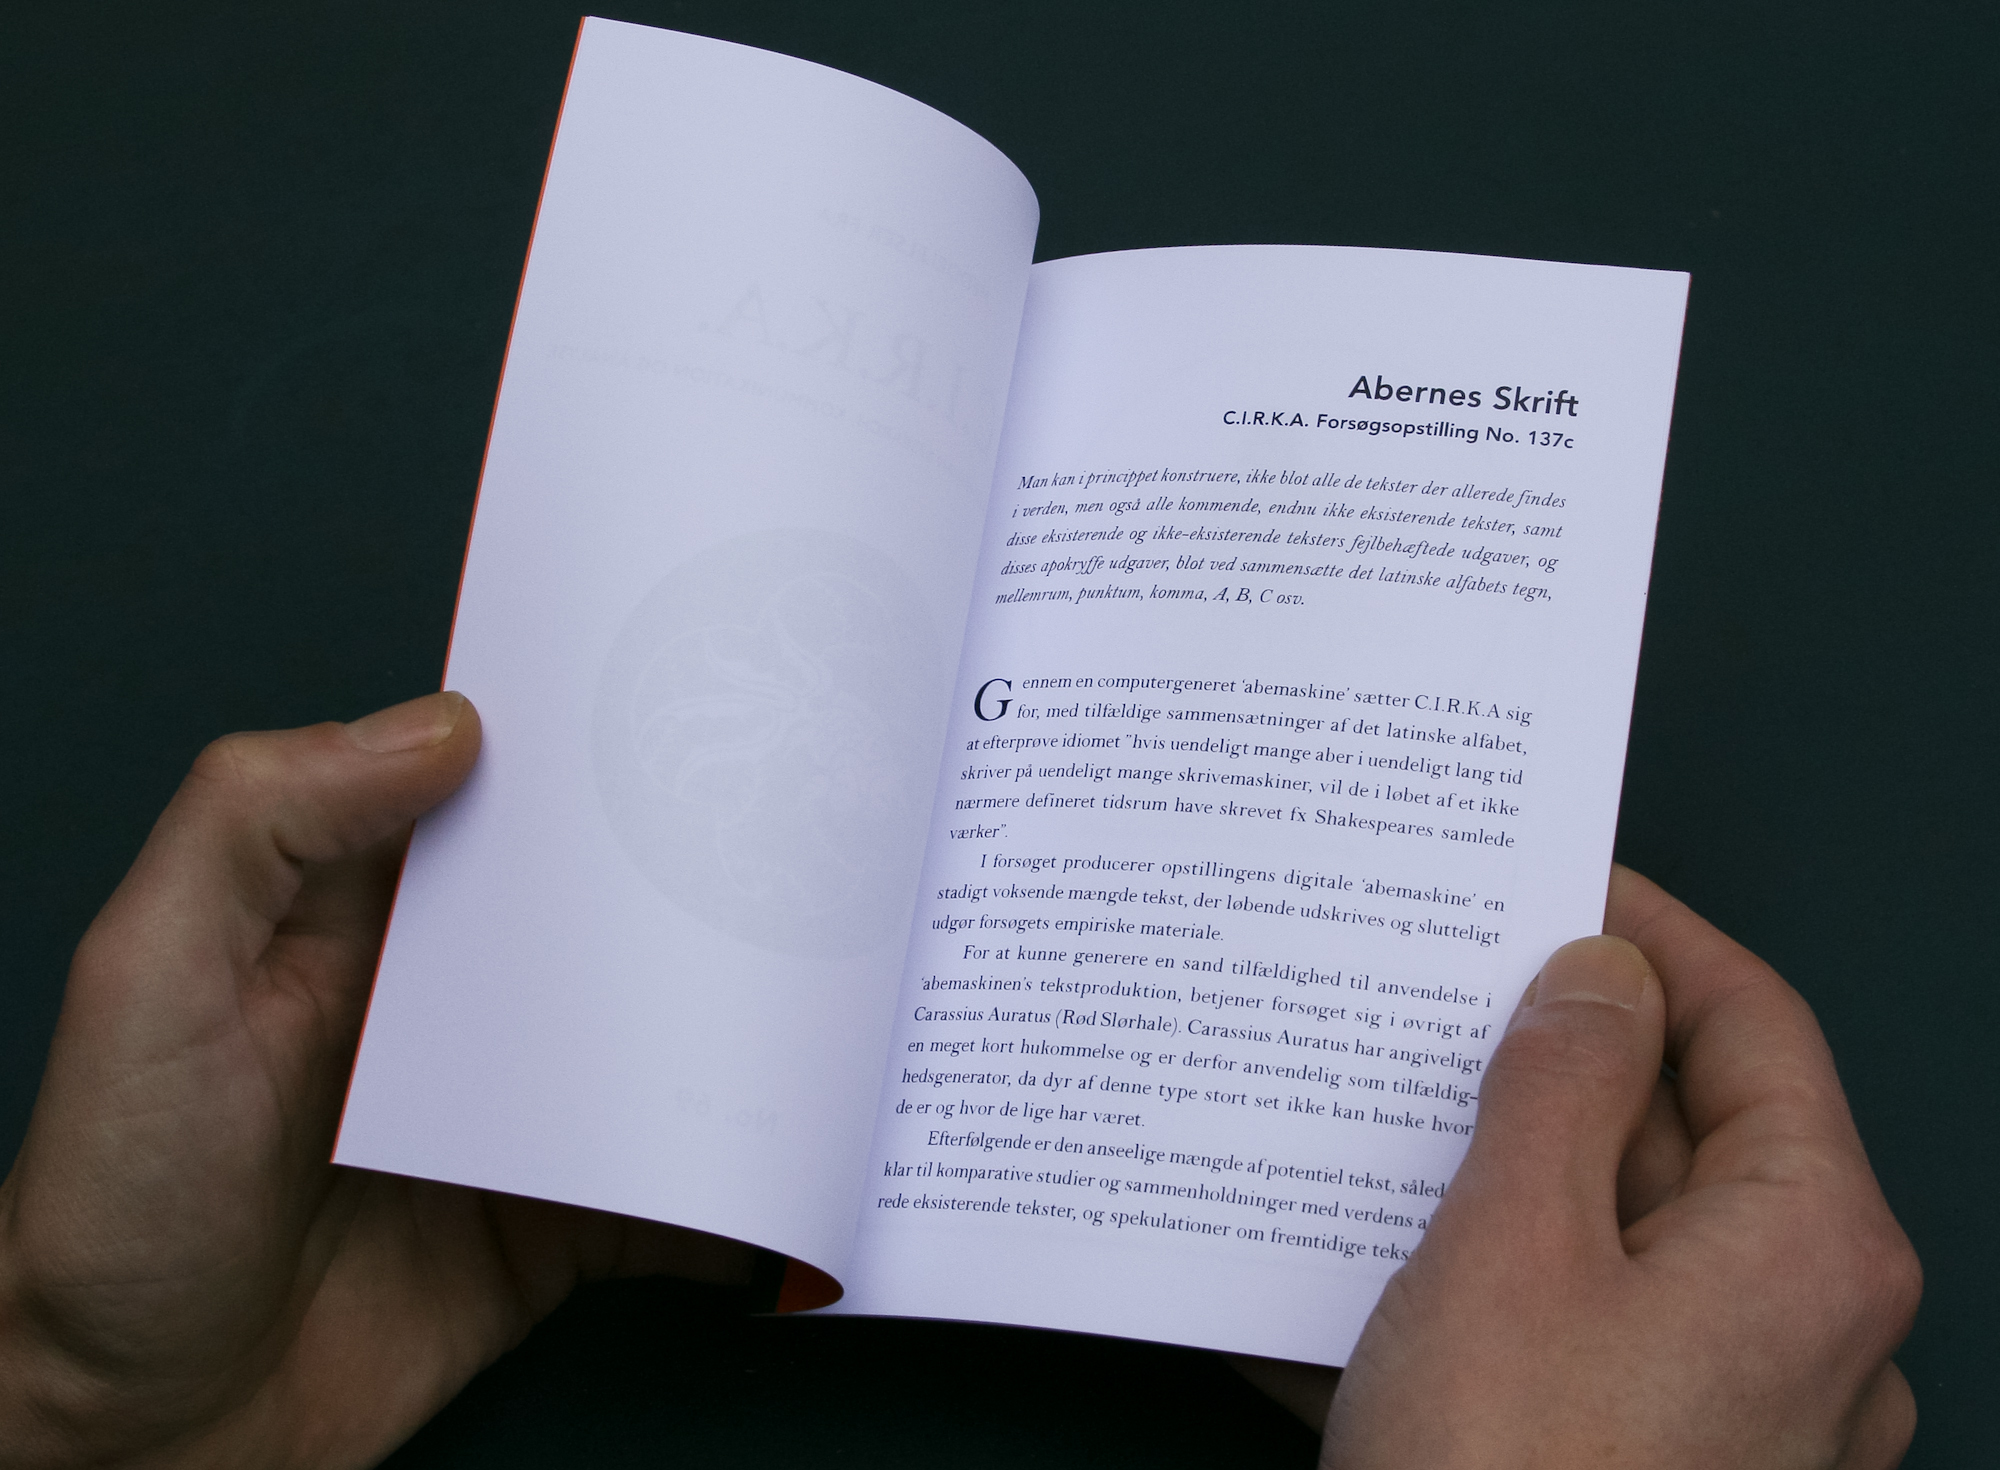 Abernes Skrift
C.I.R.K.A. Forsøgsopstilling No. 137c
Man kan i princippet konstruere, ikke blot alle de tekster der allerede findes
i verden, men også alle kommende, endnu ikke eksisterende tekster, samt
disse eksisterende og ikke-eksisterende teksters fejlbehæftede udgaver, og
disses apokryffe udgaver, blot ved sammensætte det latinske alfabets tegn,
mellemrum, punktum, komma, A, B, C osv.
Gennem en computergeneret ‘abemaskine’ sætter C.I.R.K.A sig
for, med tilfældige sammensætninger af det latinske alfabet,
at efterprøve idiomet ”hvis uendeligt mange aber i uendeligt lang tid
skriver på uendeligt mange skrivemaskiner, vil de i løbet af et ikke
nærmere defineret tidsrum have skrevet fx Shakespeares samlede
værker”.
I forsøget producerer opstillingens digitale ‘abemaskine’ en
stadigt voksende mængde tekst, der løbende udskrives og slutteligt
udgør forsøgets empiriske materiale.
For at kunne generere en sand tilfældighed til anvendelse i
‘abemaskinen’s tekstproduktion, betjener forsøget sig i øvrigt af
Carassius Auratus (Rød Slørhale). Carassius Auratus har angiveligt
en meget kort hukommelse og er derfor anvendelig som tilfældig-
hedsgenerator, da dyr af denne type stort set ikke kan huske hvor
de er og hvor de lige har været.
Efterfølgende er den anseelige mængde af potentiel tekst,
klar til komparative studier og sammenholdninger med verdens
rede eksisterende tekster, og spekulationer om fremtidige